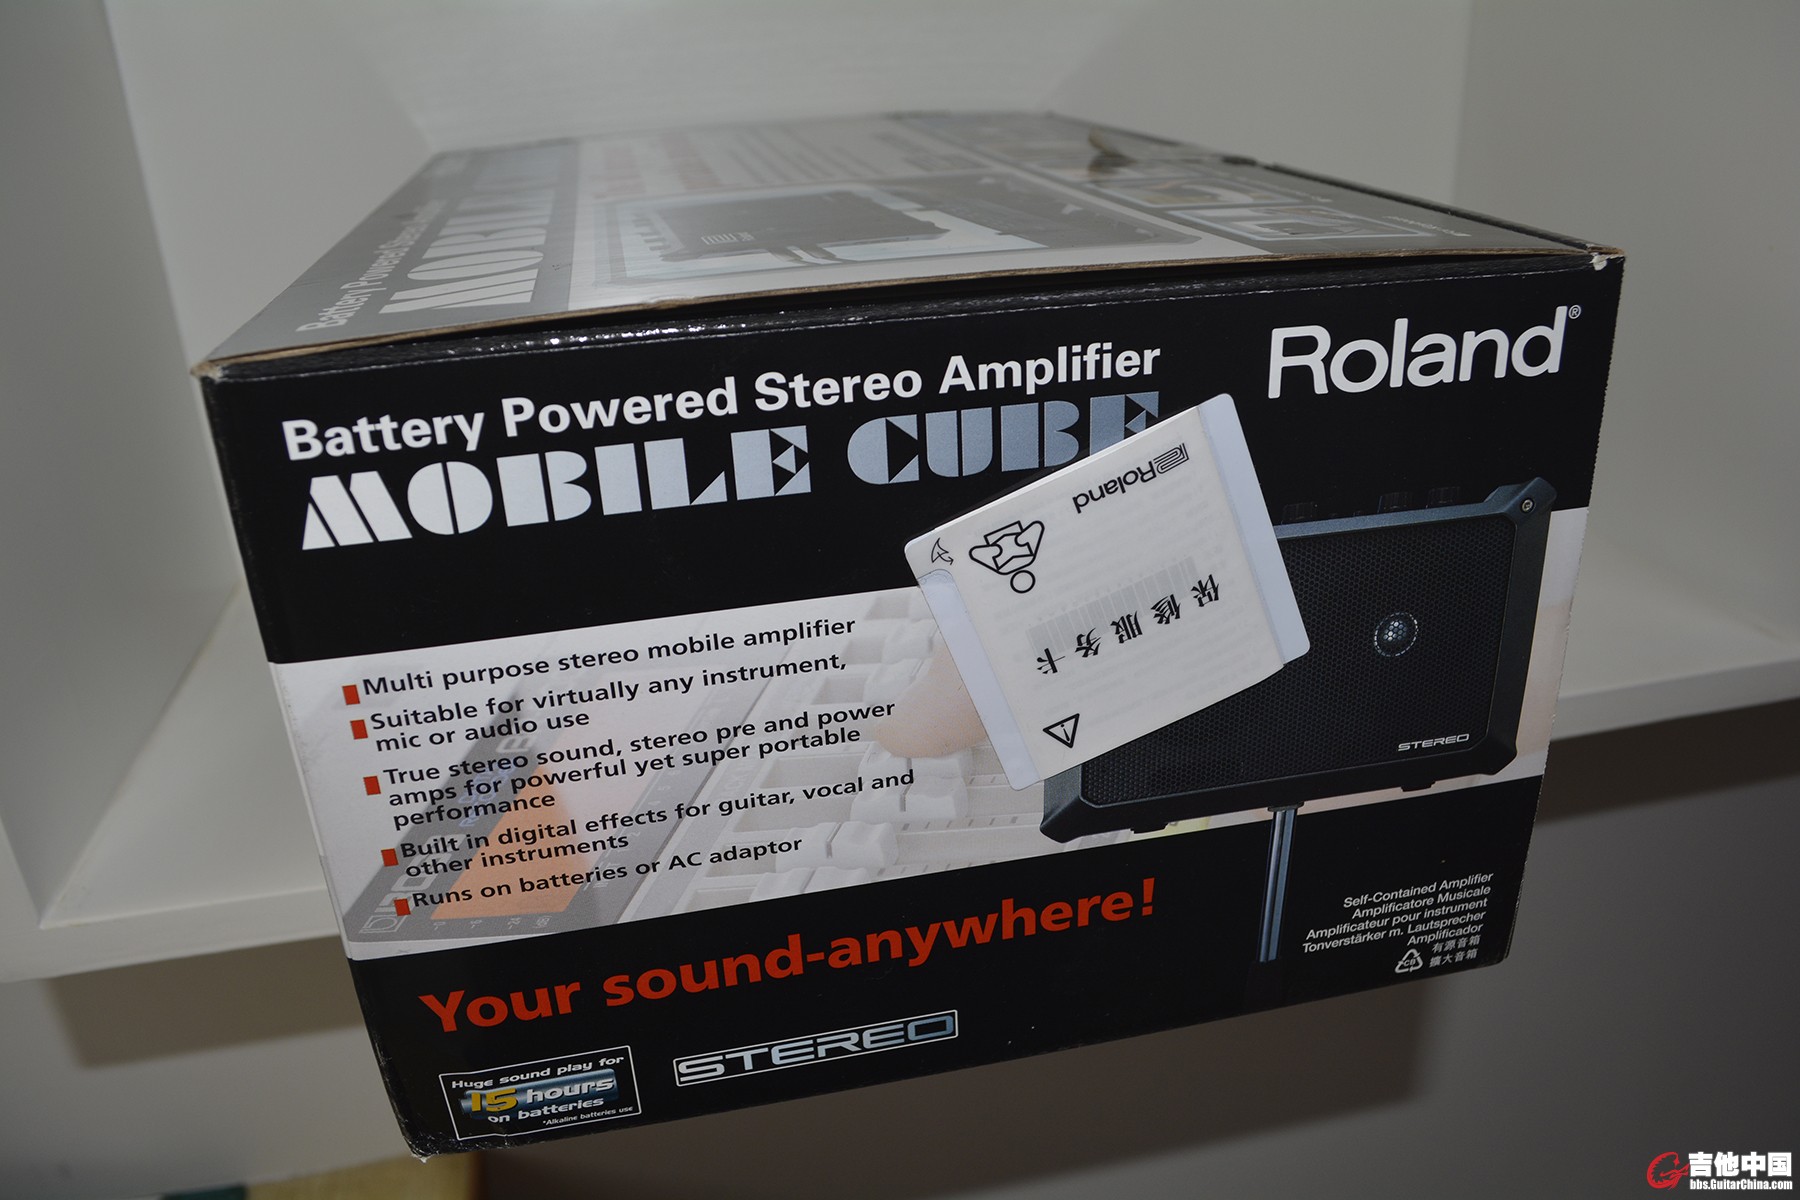 Battery Powered Stereo
MOBILE
Battery Powered Stereo Amplifier
MOBILE CUBE
Roland®
Roland
保修服务卡
Multi purpose stereo mobile amplifier
Suitable for virtually any instrument,
mic or audio use
True stereo sound, stereo pre and power
amps for powerful yet super portable
performance
Built in digital effects for guitar, vocal and
other instruments
Runs on batteries or AC adaptor
STEREO
Your sound-anywhere!
Self-Contained Amplifier
Amplificatore Musicale
Amplificateur pour instrument
Tonverstärker m. Lautsprecher
Amplificador
有源音箱
擴大音箱
CB
STEREO
Huge sound play for
15 hours
on batteries
*Alkaline batteries use
吉他中国
bbs.GuitarChina.com